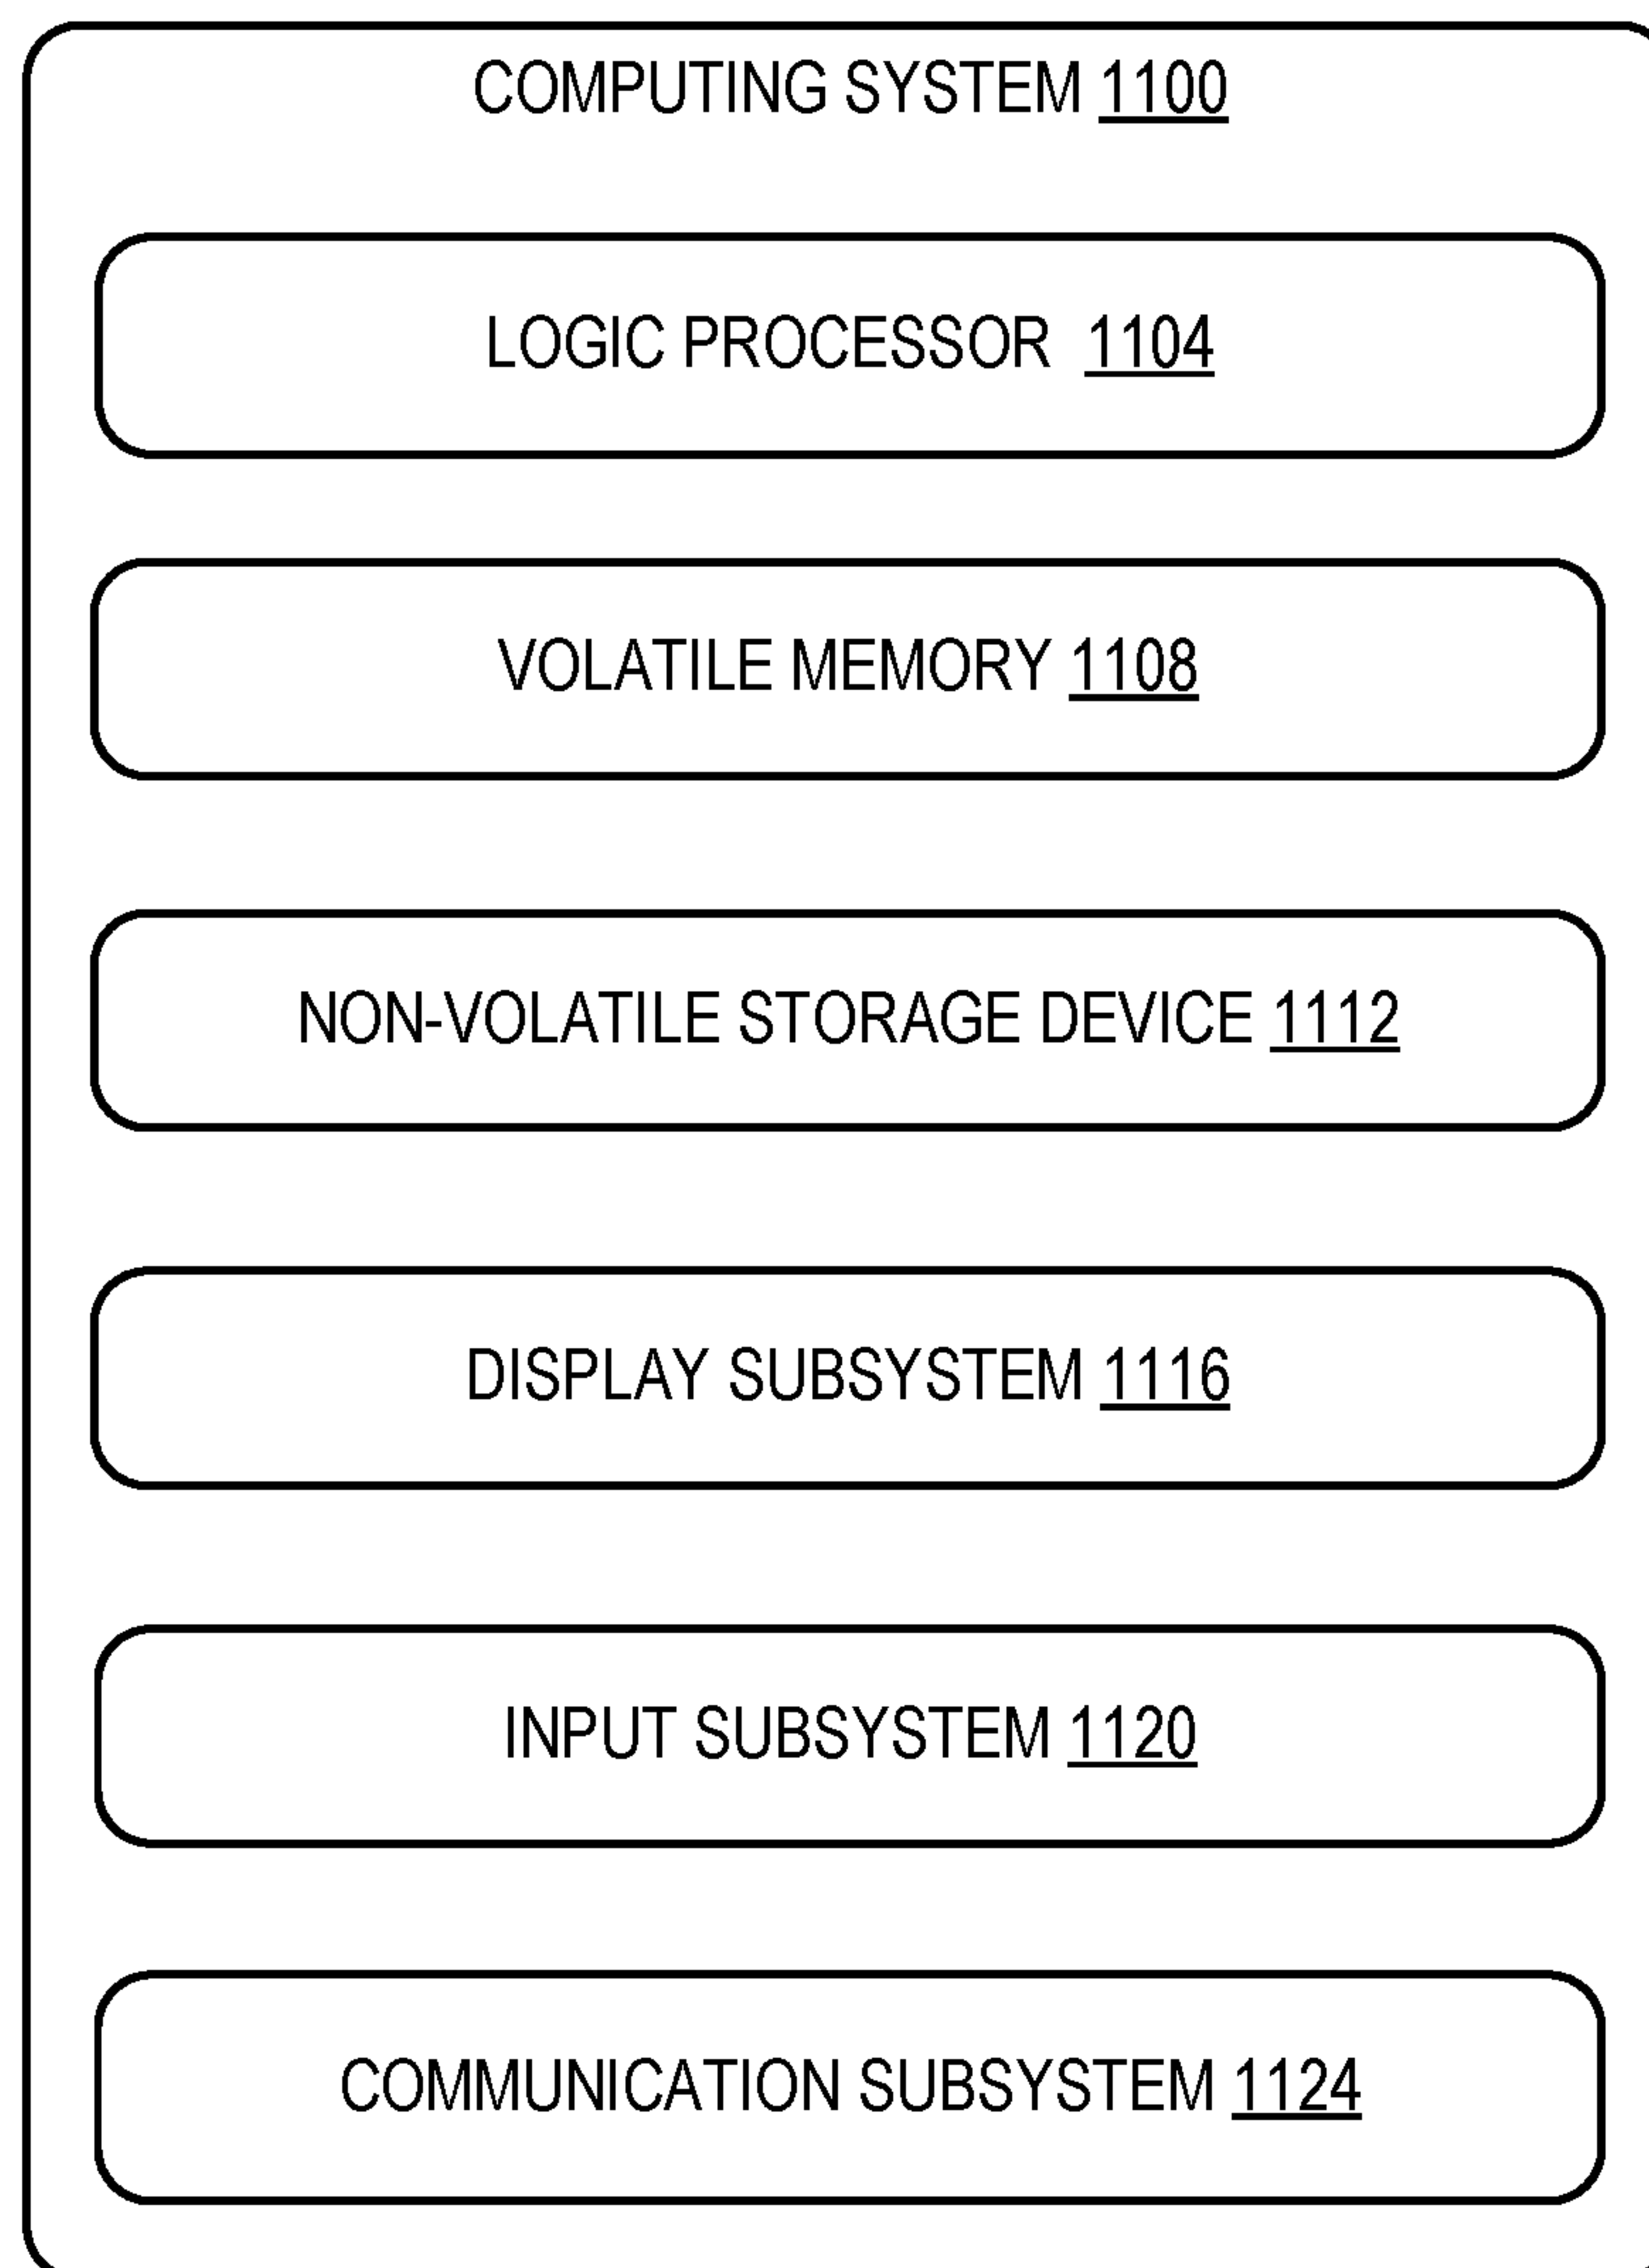 COMPUTING SYSTEM 1100
LOGIC PROCESSOR 1104
VOLATILE MEMORY 1108
NON-VOLATILE STORAGE DEVICE 1112
DISPLAY SUBSYSTEM 1116
INPUT SUBSYSTEM 1120
COMMUNICATION SUBSYSTEM 1124